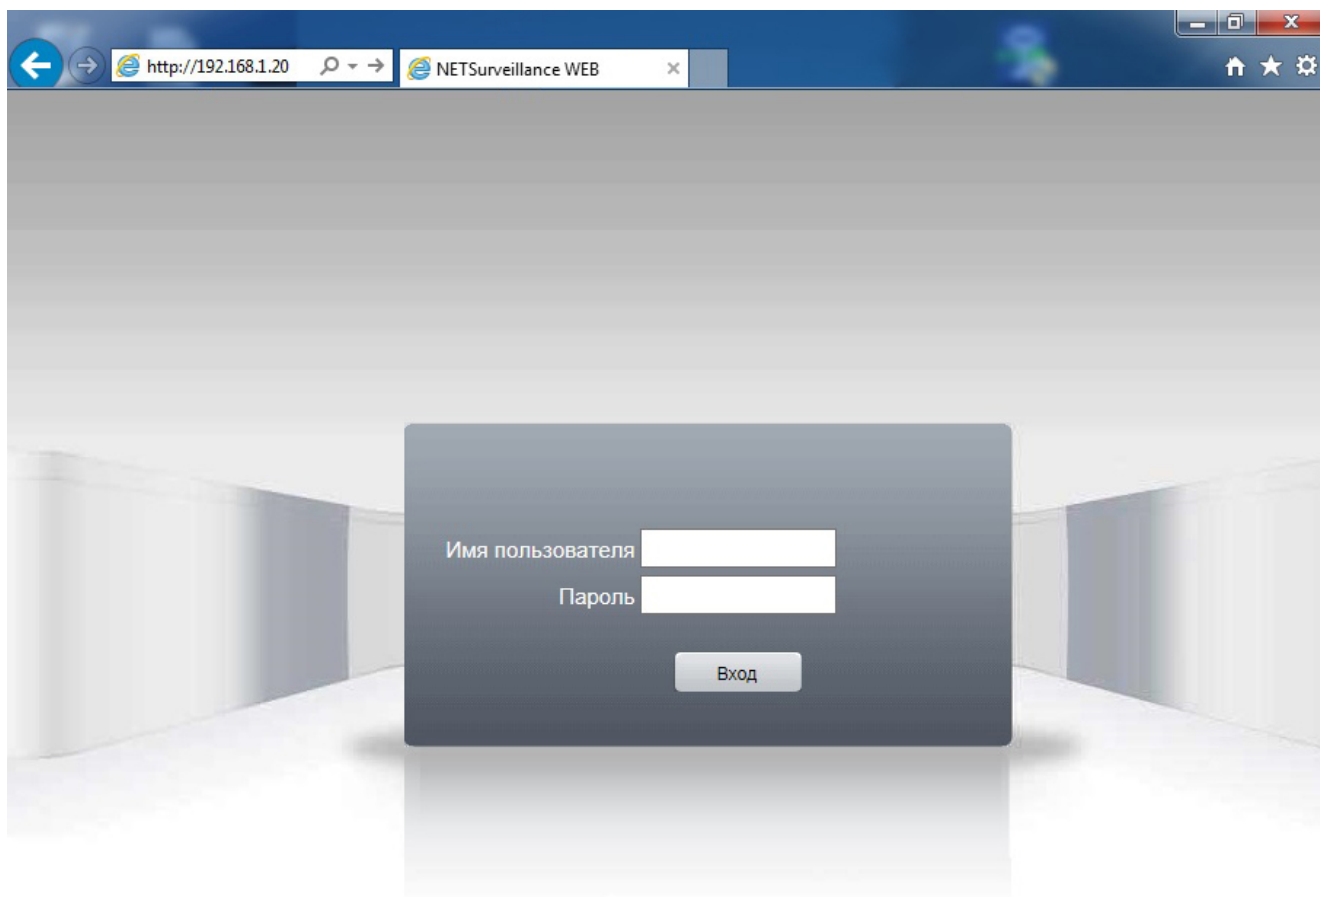 http://192.168.1.20
NETSurveillance WEB
Имя пользователя
Пароль
Вход